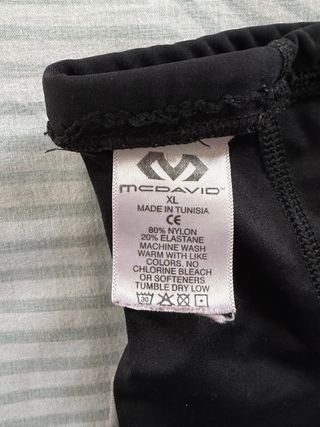 MCDAVID™
XL
MADE IN TUNISIA
CE
80% NYLON
20% ELASTANE
MACHINE WASH
WARM WITH LIKE
COLORS. NO
CHLORINE BLEACH
OR SOFTENERS
TUMBLE DRY LOW
30